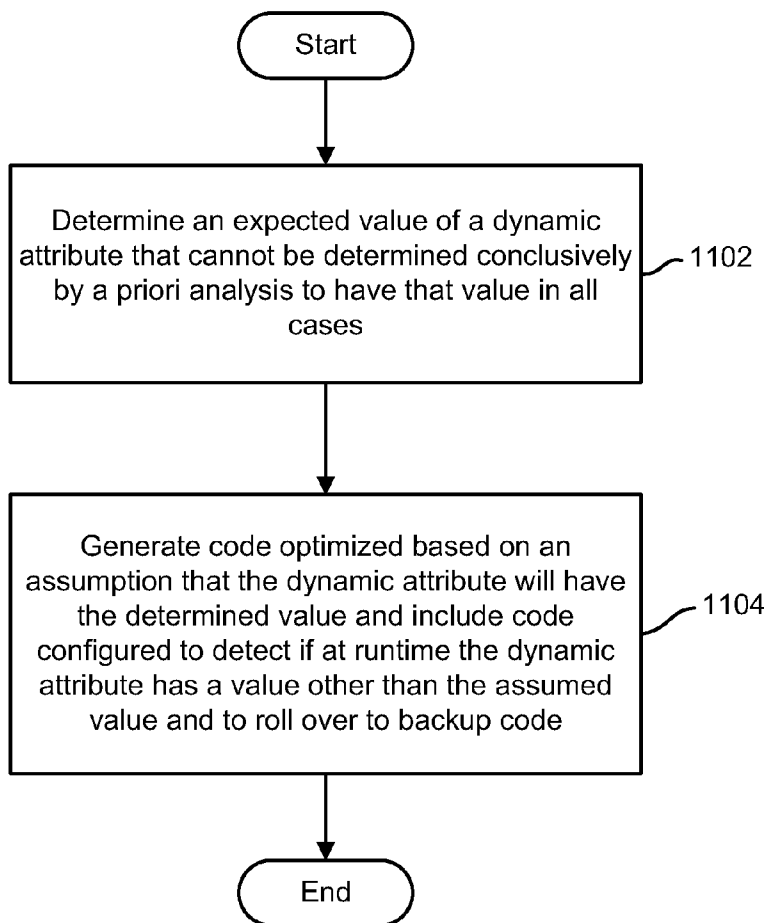 Start
Determine an expected value of a dynamic
attribute that cannot be determined conclusively
by a priori analysis to have that value in all
cases
1102
Generate code optimized based on an
assumption that the dynamic attribute will have
the determined value and include code
configured to detect if at runtime the dynamic
attribute has a value other than the assumed
value and to roll over to backup code
1104
End